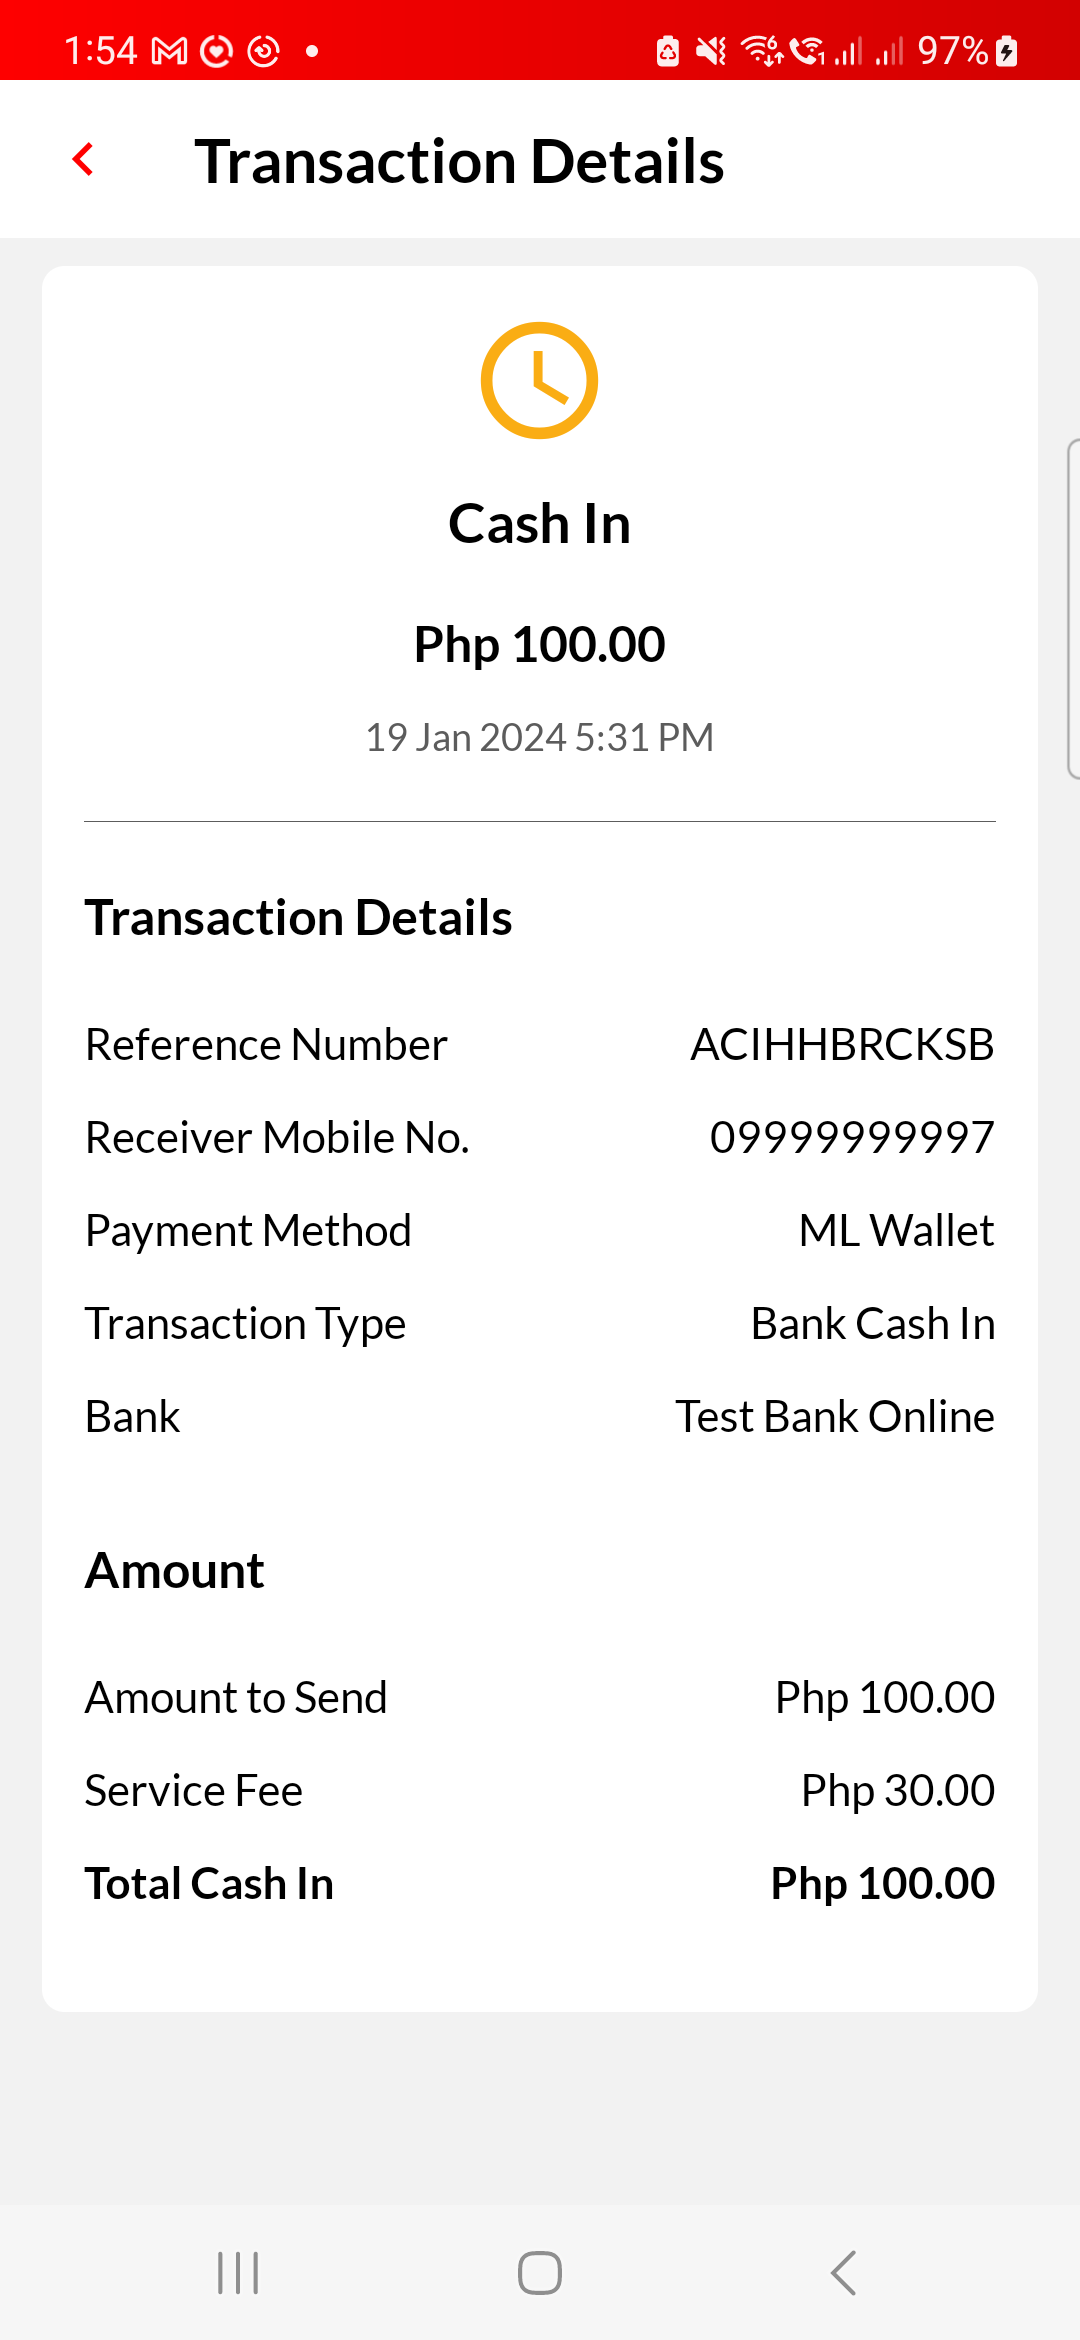 1:54 97%
Transaction Details
Cash In
Php 100.00
19 Jan 2024 5:31 PM
Transaction Details
Reference Number ACIHHBRCKSB
Receiver Mobile No. 09999999997
Payment Method ML Wallet
Transaction Type Bank Cash In
Bank Test Bank Online
Amount
Amount to Send Php 100.00
Service Fee Php 30.00
Total Cash In Php 100.00